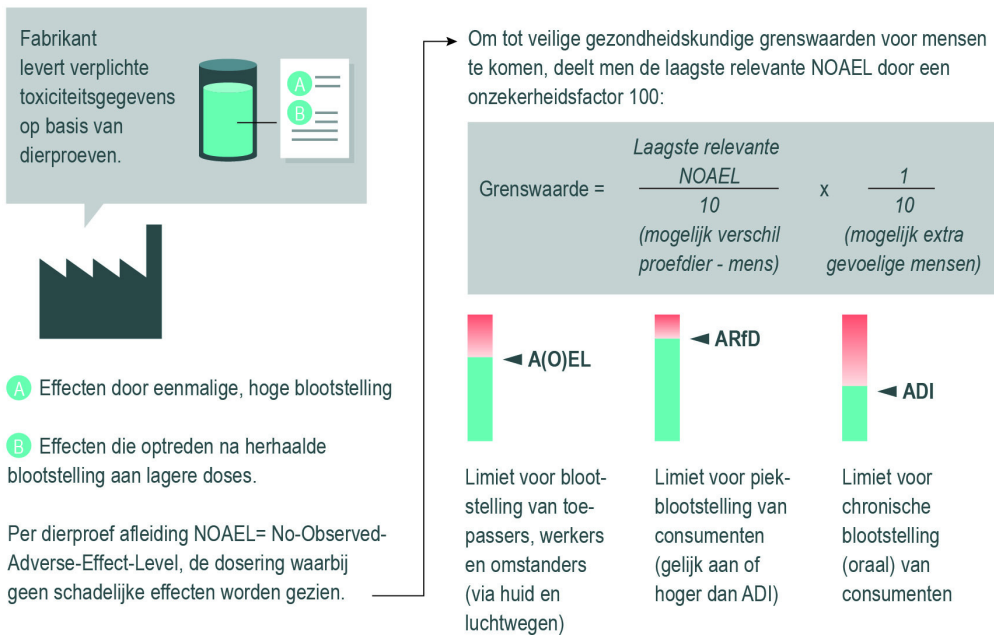 Fabrikant
levert verplichte
toxiciteitsgegevens
op basis van
dierproeven.
A
B
A Effecten door eenmalige, hoge blootstelling
B Effecten die optreden na herhaalde
blootstelling aan lagere doses.
Per dierproef afleiding NOAEL= No-Observed-
Adverse-Effect-Level, de dosering waarbij
geen schadelijke effecten worden gezien.
Om tot veilige gezondheidskundige grenswaarden voor mensen
te komen, deelt men de laagste relevante NOAEL door een
onzekerheidsfactor 100:
Laagste relevante
NOAEL
Grenswaarde =
10
(mogelijk verschil
proefdier - mens)
x
1
10
(mogelijk extra
gevoelige mensen)
A(O)EL
Limiet voor bloot-
stelling van toe-
passers, werkers
en omstanders
(via huid en
luchtwegen)
ARfD
Limiet voor piek-
blootstelling van
consumenten
(gelijk aan of
hoger dan ADI)
ADI
Limiet voor
chronische
blootstelling
(oraal) van
consumenten